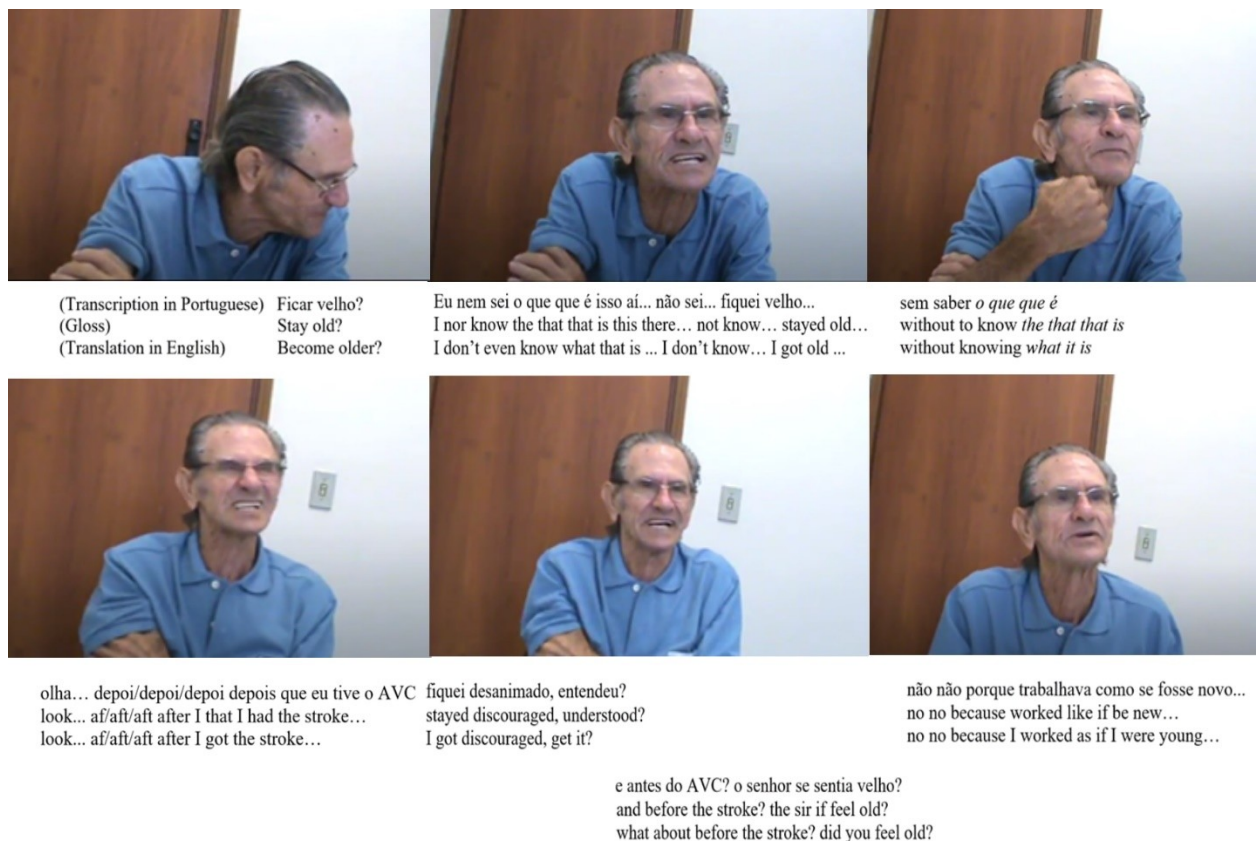 (Transcription in Portuguese) Ficar velho?
(Gloss) Stay old?
(Translation in English) Become older?
Eu nem sei o que que é isso aí... não sei... fiquei velho...
I nor know the that that is this there… not know… stayed old…
I don’t even know what that is ... I don’t know… I got old ...
sem saber o que que é
without to know the that that is
without knowing what it is
olha… depoi/depoi/depoi depois que eu tive o AVC
look... af/aft/aft after I that I had the stroke…
look... af/aft/aft after I got the stroke…
fiquei desanimado, entendeu?
stayed discouraged, understood?
I got discouraged, get it?
e antes do AVC? o senhor se sentia velho?
and before the stroke? the sir if feel old?
what about before the stroke? did you feel old?
não não porque trabalhava como se fosse novo...
no no because worked like if be new…
no no because I worked as if I were young…